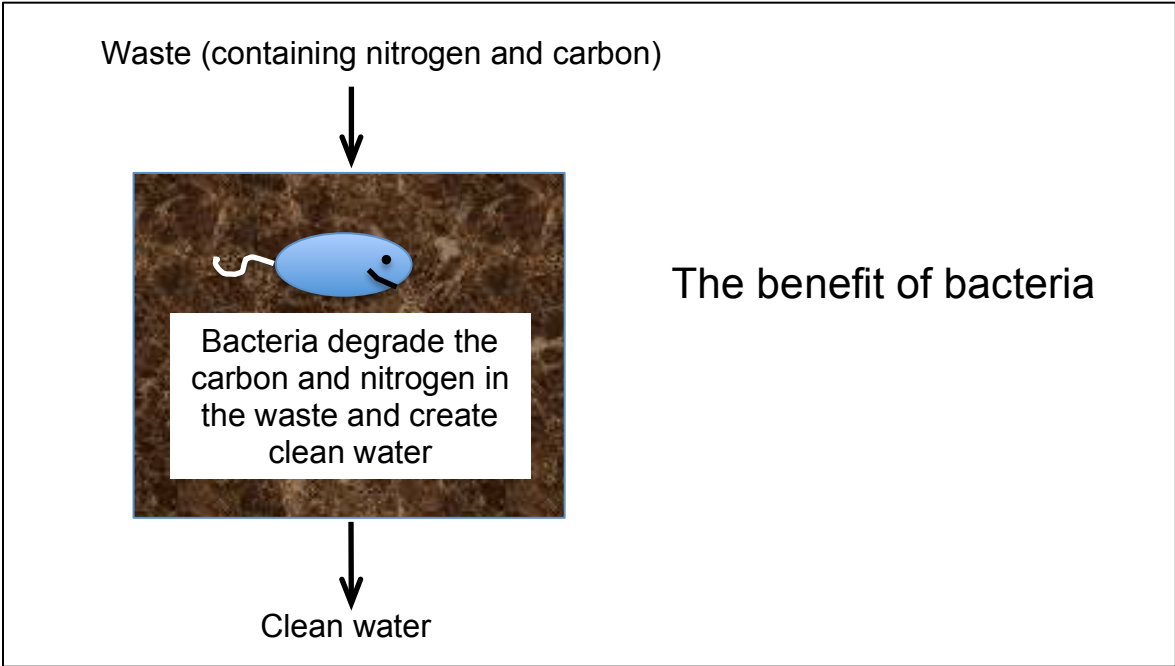 Waste (containing nitrogen and carbon)
The benefit of bacteria
Bacteria degrade the
carbon and nitrogen in
the waste and create
clean water
Clean water